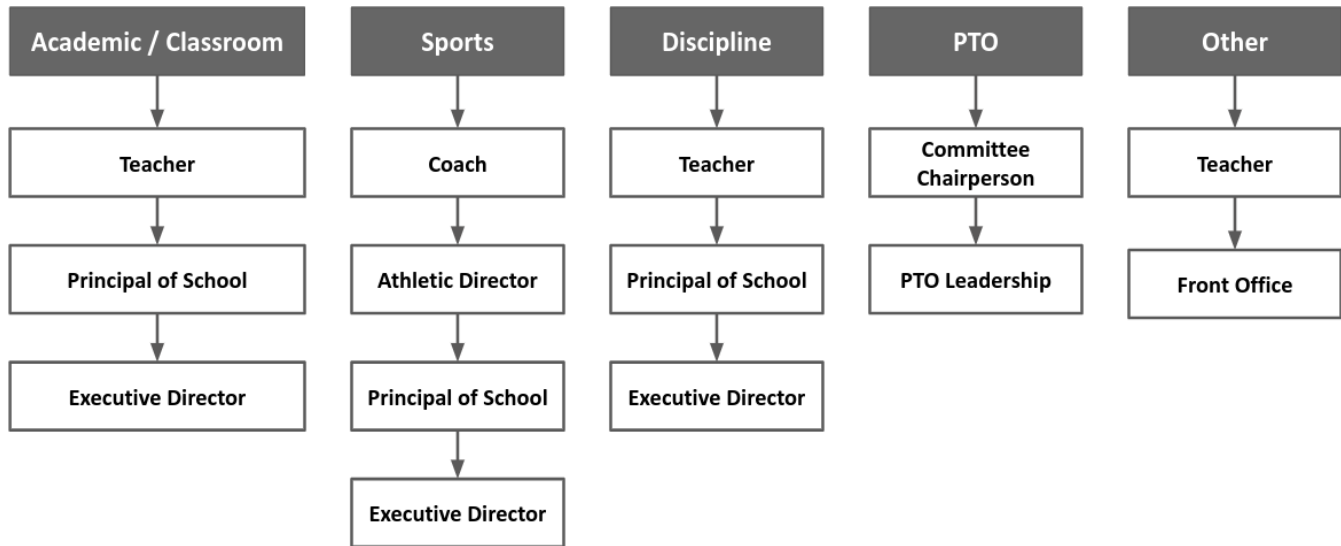 Academic / Classroom
Teacher
Principal of School
Executive Director
Sports
Coach
Athletic Director
Principal of School
Executive Director
Discipline
Teacher
Principal of School
Executive Director
PTO
Committee
Chairperson
PTO Leadership
Other
Teacher
Front Office